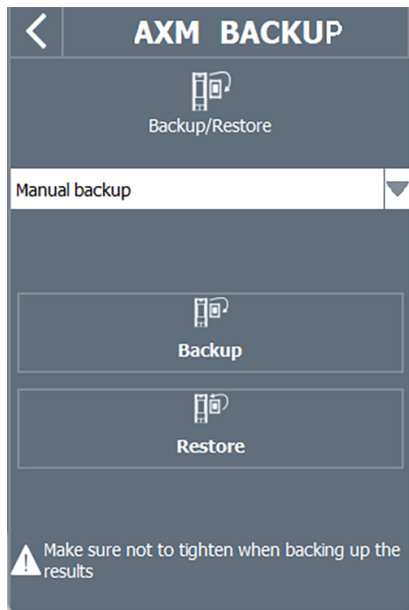 AXM BACKUP
Backup/Restore
Manual backup
Backup
Restore
Make sure not to tighten when backing up the
results